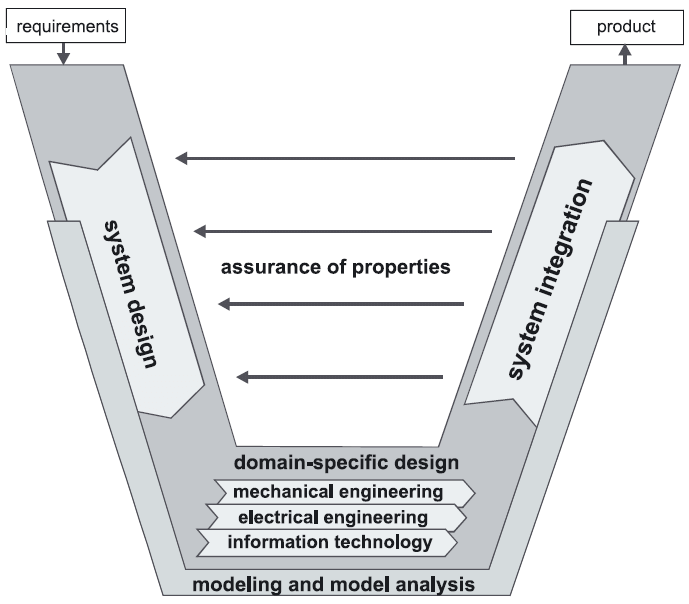 requirements
product
system design
assurance of properties
system integration
domain-specific design
mechanical engineering
electrical engineering
information technology
modeling and model analysis